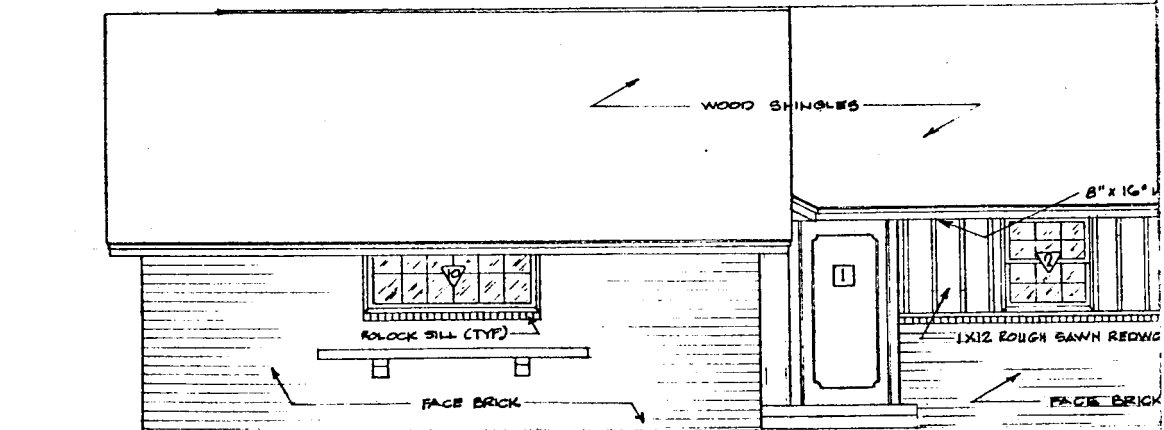 WOOD SHINGLES
8" x 16"
1
ROLOCK SILL (TYP)
1X12 ROUGH SAWN REDWO
FACE BRICK
FACE BRICK